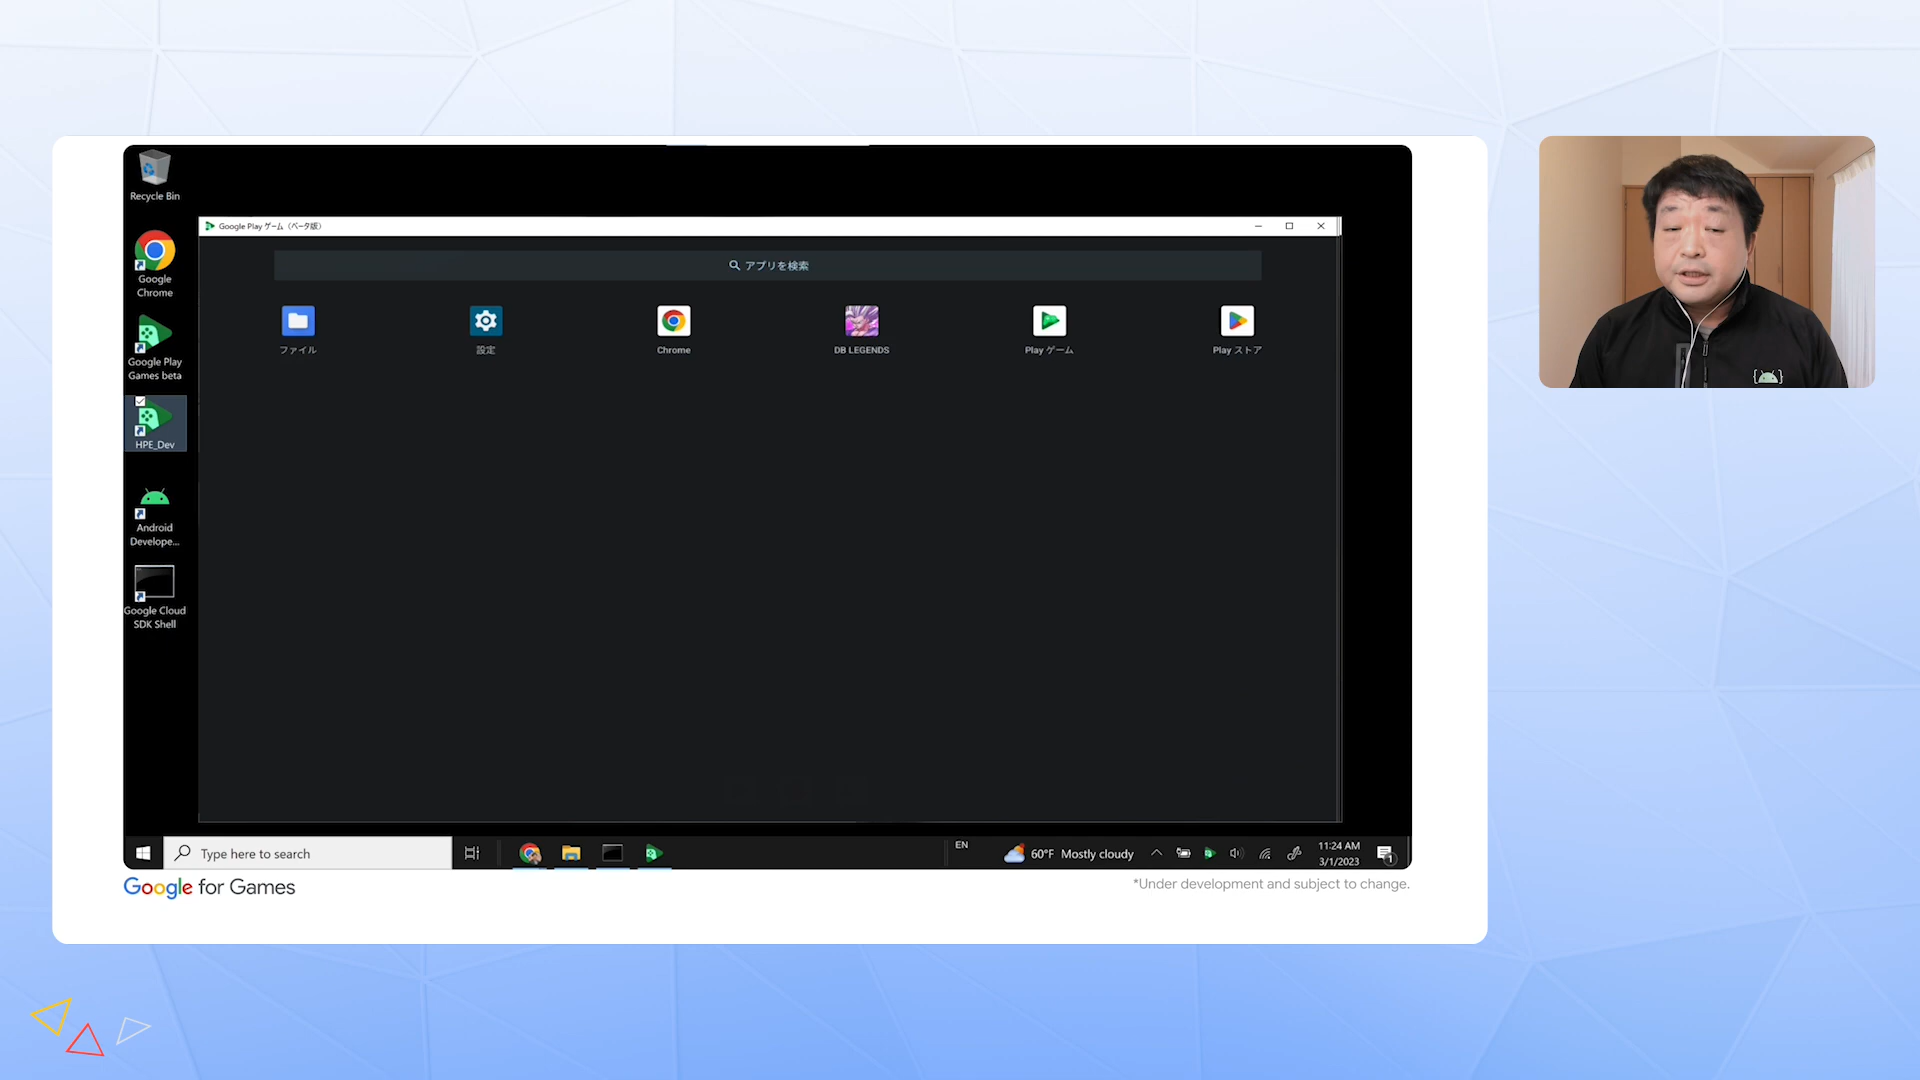 Recycle Bin
Google
Chrome
Google Play
Games beta
HPE_Dev
Android
Develope...
Google Cloud
SDK Shell
Google Play ゲーム（ベータ版）
アプリを検索
ファイル
設定
Chrome
DB LEGENDS
Play ゲーム
Play ストア
Type here to search
EN
60°F Mostly cloudy
11:24 AM
3/1/2023
1
Google for Games
*Under development and subject to change.